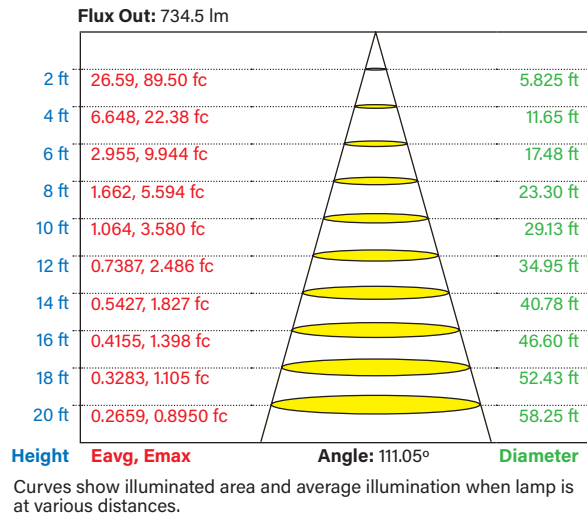 Flux Out: 734.5 lm
2 ft 26.59, 89.50 fc 5.825 ft
4 ft 6.648, 22.38 fc 11.65 ft
6 ft 2.955, 9.944 fc 17.48 ft
8 ft 1.662, 5.594 fc 23.30 ft
10 ft 1.064, 3.580 fc 29.13 ft
12 ft 0.7387, 2.486 fc 34.95 ft
14 ft 0.5427, 1.827 fc 40.78 ft
16 ft 0.4155, 1.398 fc 46.60 ft
18 ft 0.3283, 1.105 fc 52.43 ft
20 ft 0.2659, 0.8950 fc 58.25 ft
Height Eavg, Emax Angle: 111.05º Diameter
Curves show illuminated area and average illumination when lamp is
at various distances.